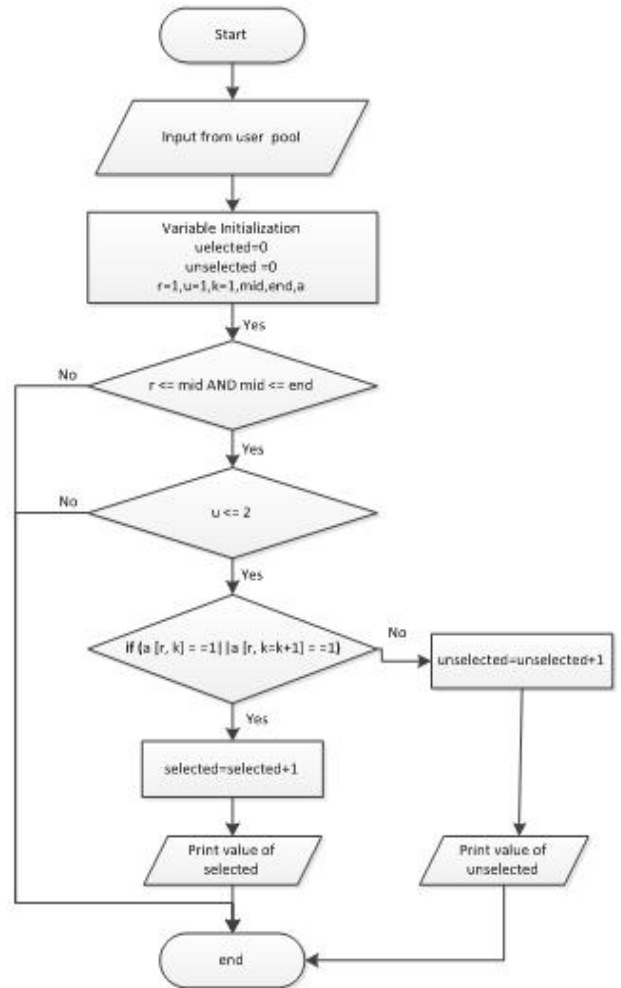 Start
Input from user pool
Variable Initialization
uelected=0
unselected =0
r=1,u=1,k=1,mid,end,a
Yes
No
r <= mid AND mid <= end
Yes
No
u <= 2
Yes
if (a [r, k] = =1||a [r, k=k+1] = =1)
No
unselected=unselected+1
Yes
selected=selected+1
Print value of
selected
Print value of
unselected
end